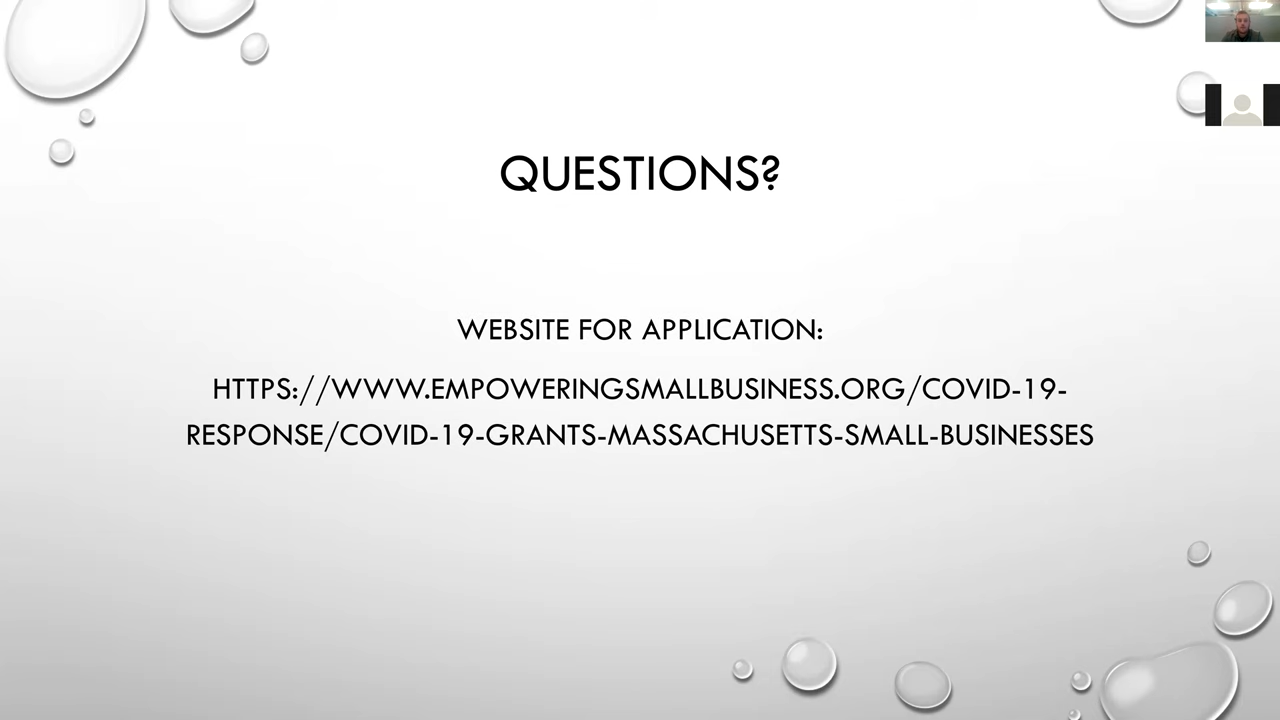 QUESTIONS?
WEBSITE FOR APPLICATION:
HTTPS://WWW.EMPOWERINGSMALLBUSINESS.ORG/COVID-19-
RESPONSE/COVID-19-GRANTS-MASSACHUSETTS-SMALL-BUSINESSES